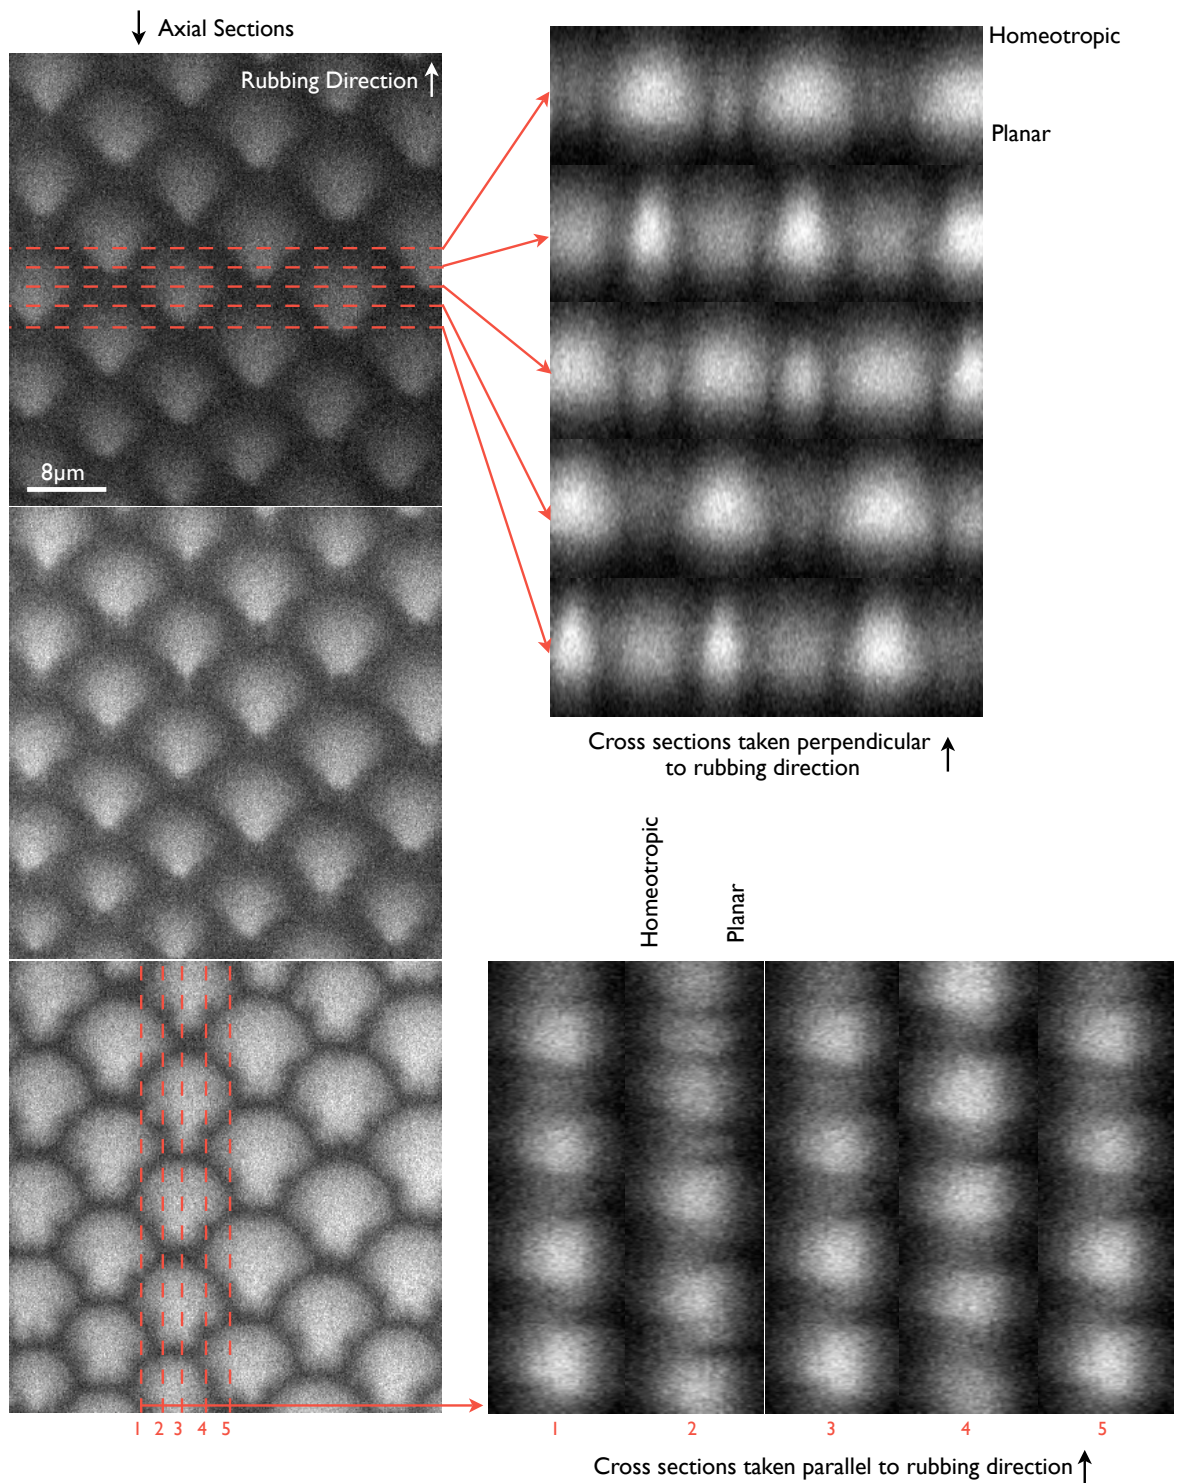 Axial Sections
Rubbing Direction
8µm
Homeotropic
Planar
Cross sections taken perpendicular
to rubbing direction
Homeotropic
Planar
1 2 3 4 5
1 2 3 4 5
Cross sections taken parallel to rubbing direction